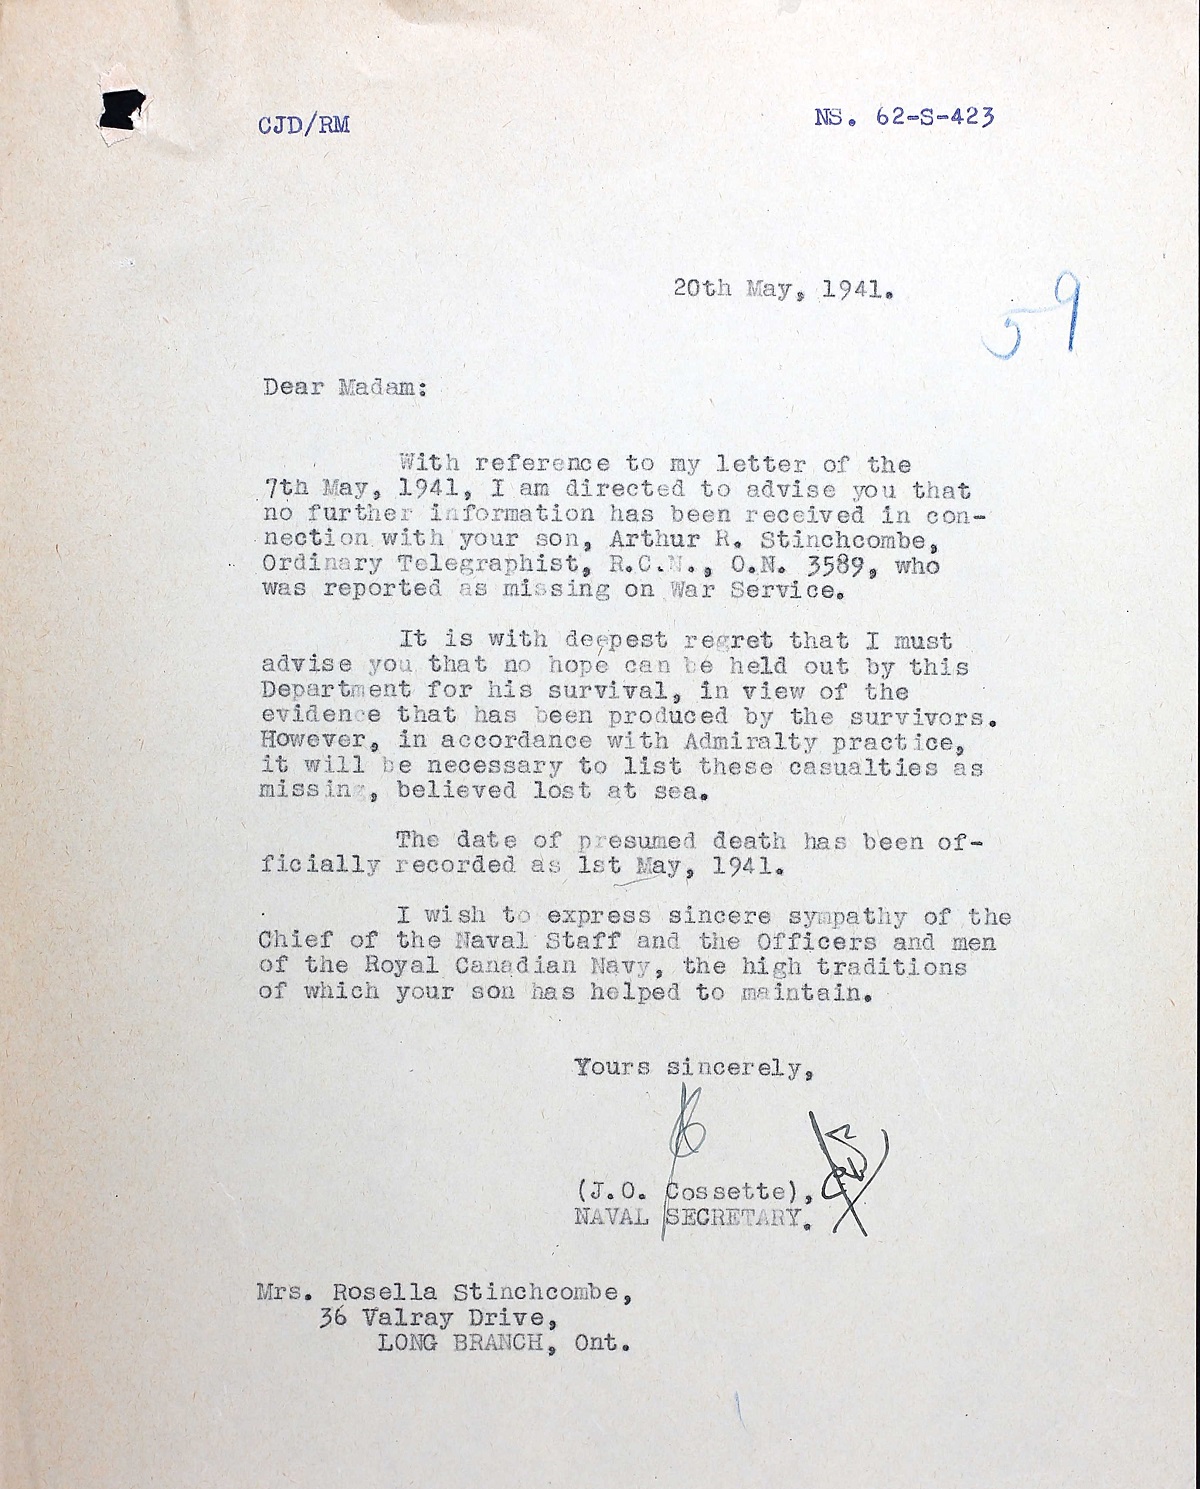 CJD/RM
NS. 62-S-423
20th May, 1941.
59
Dear Madam:
With reference to my letter of the
7th May, 1941, I am directed to advise you that
no further information has been received in con-
nection with your son, Arthur R. Stinchcombe,
Ordinary Telegraphist, R.C.N., O.N. 3589, who
was reported as missing on War Service.
It is with deepest regret that I must
advise you that no hope can be held out by this
Department for his survival, in view of the
evidence that has been produced by the survivors.
However, in accordance with Admiralty practice,
it will be necessary to list these casualties as
missing, believed lost at sea.
The date of presumed death has been of-
ficially recorded as 1st May, 1941.
I wish to express sincere sympathy of the
Chief of the Naval Staff and the Officers and men
of the Royal Canadian Navy, the high traditions
of which your son has helped to maintain.
Yours sincerely,
(J.O. Cossette),
NAVAL SECRETARY.
Mrs. Rosella Stinchcombe,
36 Valray Drive,
LONG BRANCH, Ont.